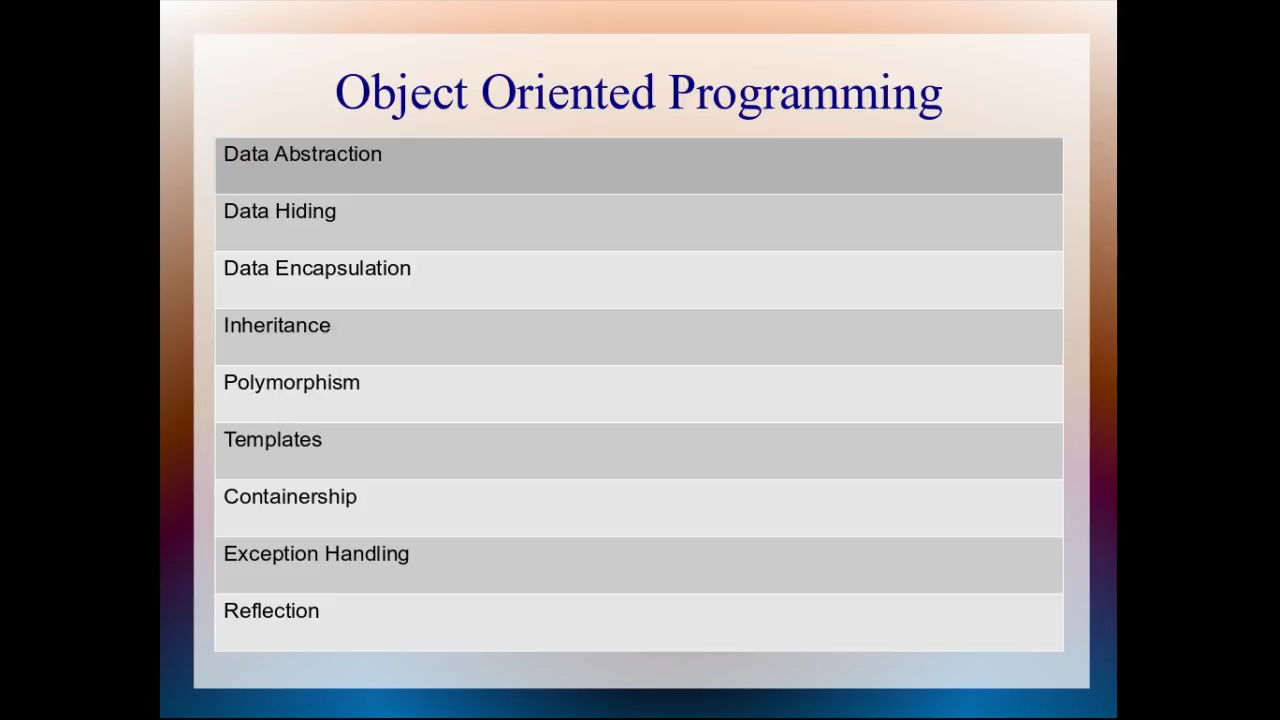 Object Oriented Programming
Data Abstraction
Data Hiding
Data Encapsulation
Inheritance
Polymorphism
Templates
Containership
Exception Handling
Reflection